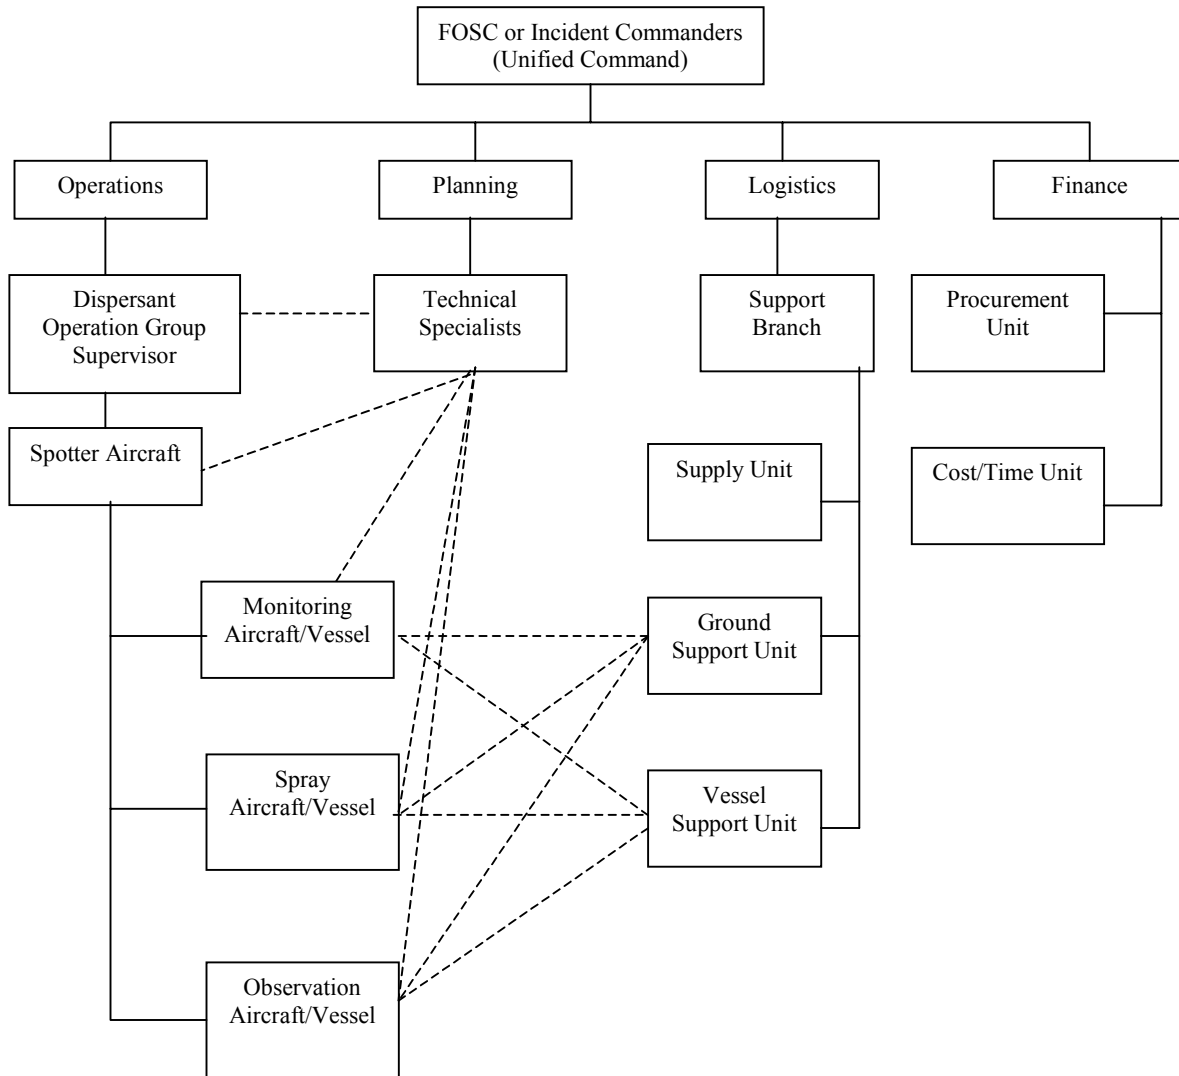 FOSC or Incident Commanders
(Unified Command)
Operations
Planning
Logistics
Finance
Dispersant
Operation Group
Supervisor
Technical
Specialists
Support
Branch
Procurement
Unit
Spotter Aircraft
Supply Unit
Cost/Time Unit
Monitoring
Aircraft/Vessel
Ground
Support Unit
Spray
Aircraft/Vessel
Vessel
Support Unit
Observation
Aircraft/Vessel